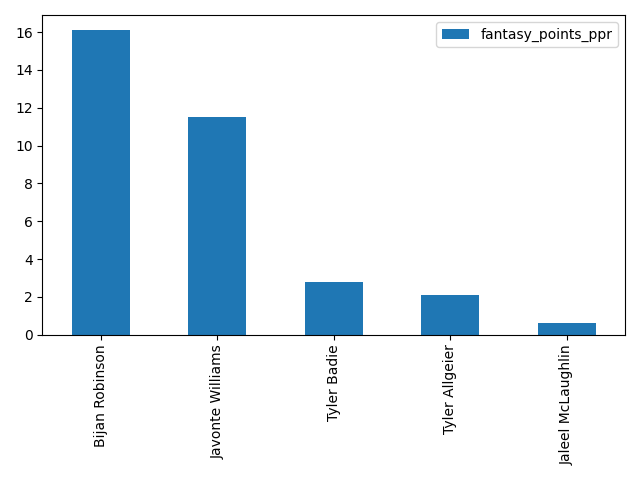 fantasy_points_ppr
16
14
12
10
8
6
4
2
0
Bijan Robinson
Javonte Williams
Tyler Badie
Tyler Allgeier
Jaleel McLaughlin